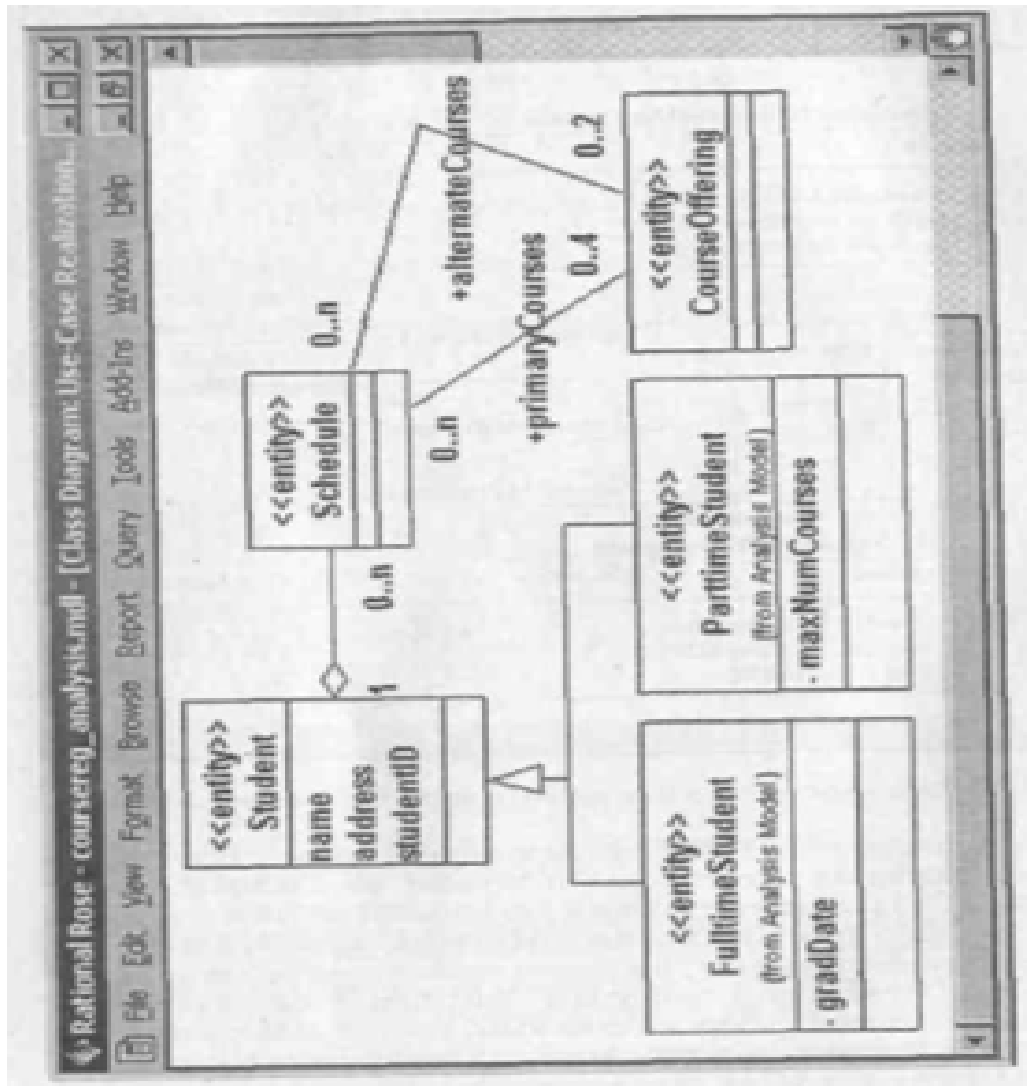 Rational Rose - coursereg_analysis.mdl - [Class Diagram: Use-Case Realization...
File Edit View Format Browse Report Query Tools Add-Ins Window Help
<<entity>>
Student
name
address
studentID
1
0..n
<<entity>>
Schedule
0..n
0..n
+alternateCourses
+primaryCourses
0..4
0..2
<<entity>>
FulltimeStudent
(from Analysis Model)
- gradDate
<<entity>>
ParttimeStudent
(from Analysis Model)
- maxNumCourses
<<entity>>
CourseOffering